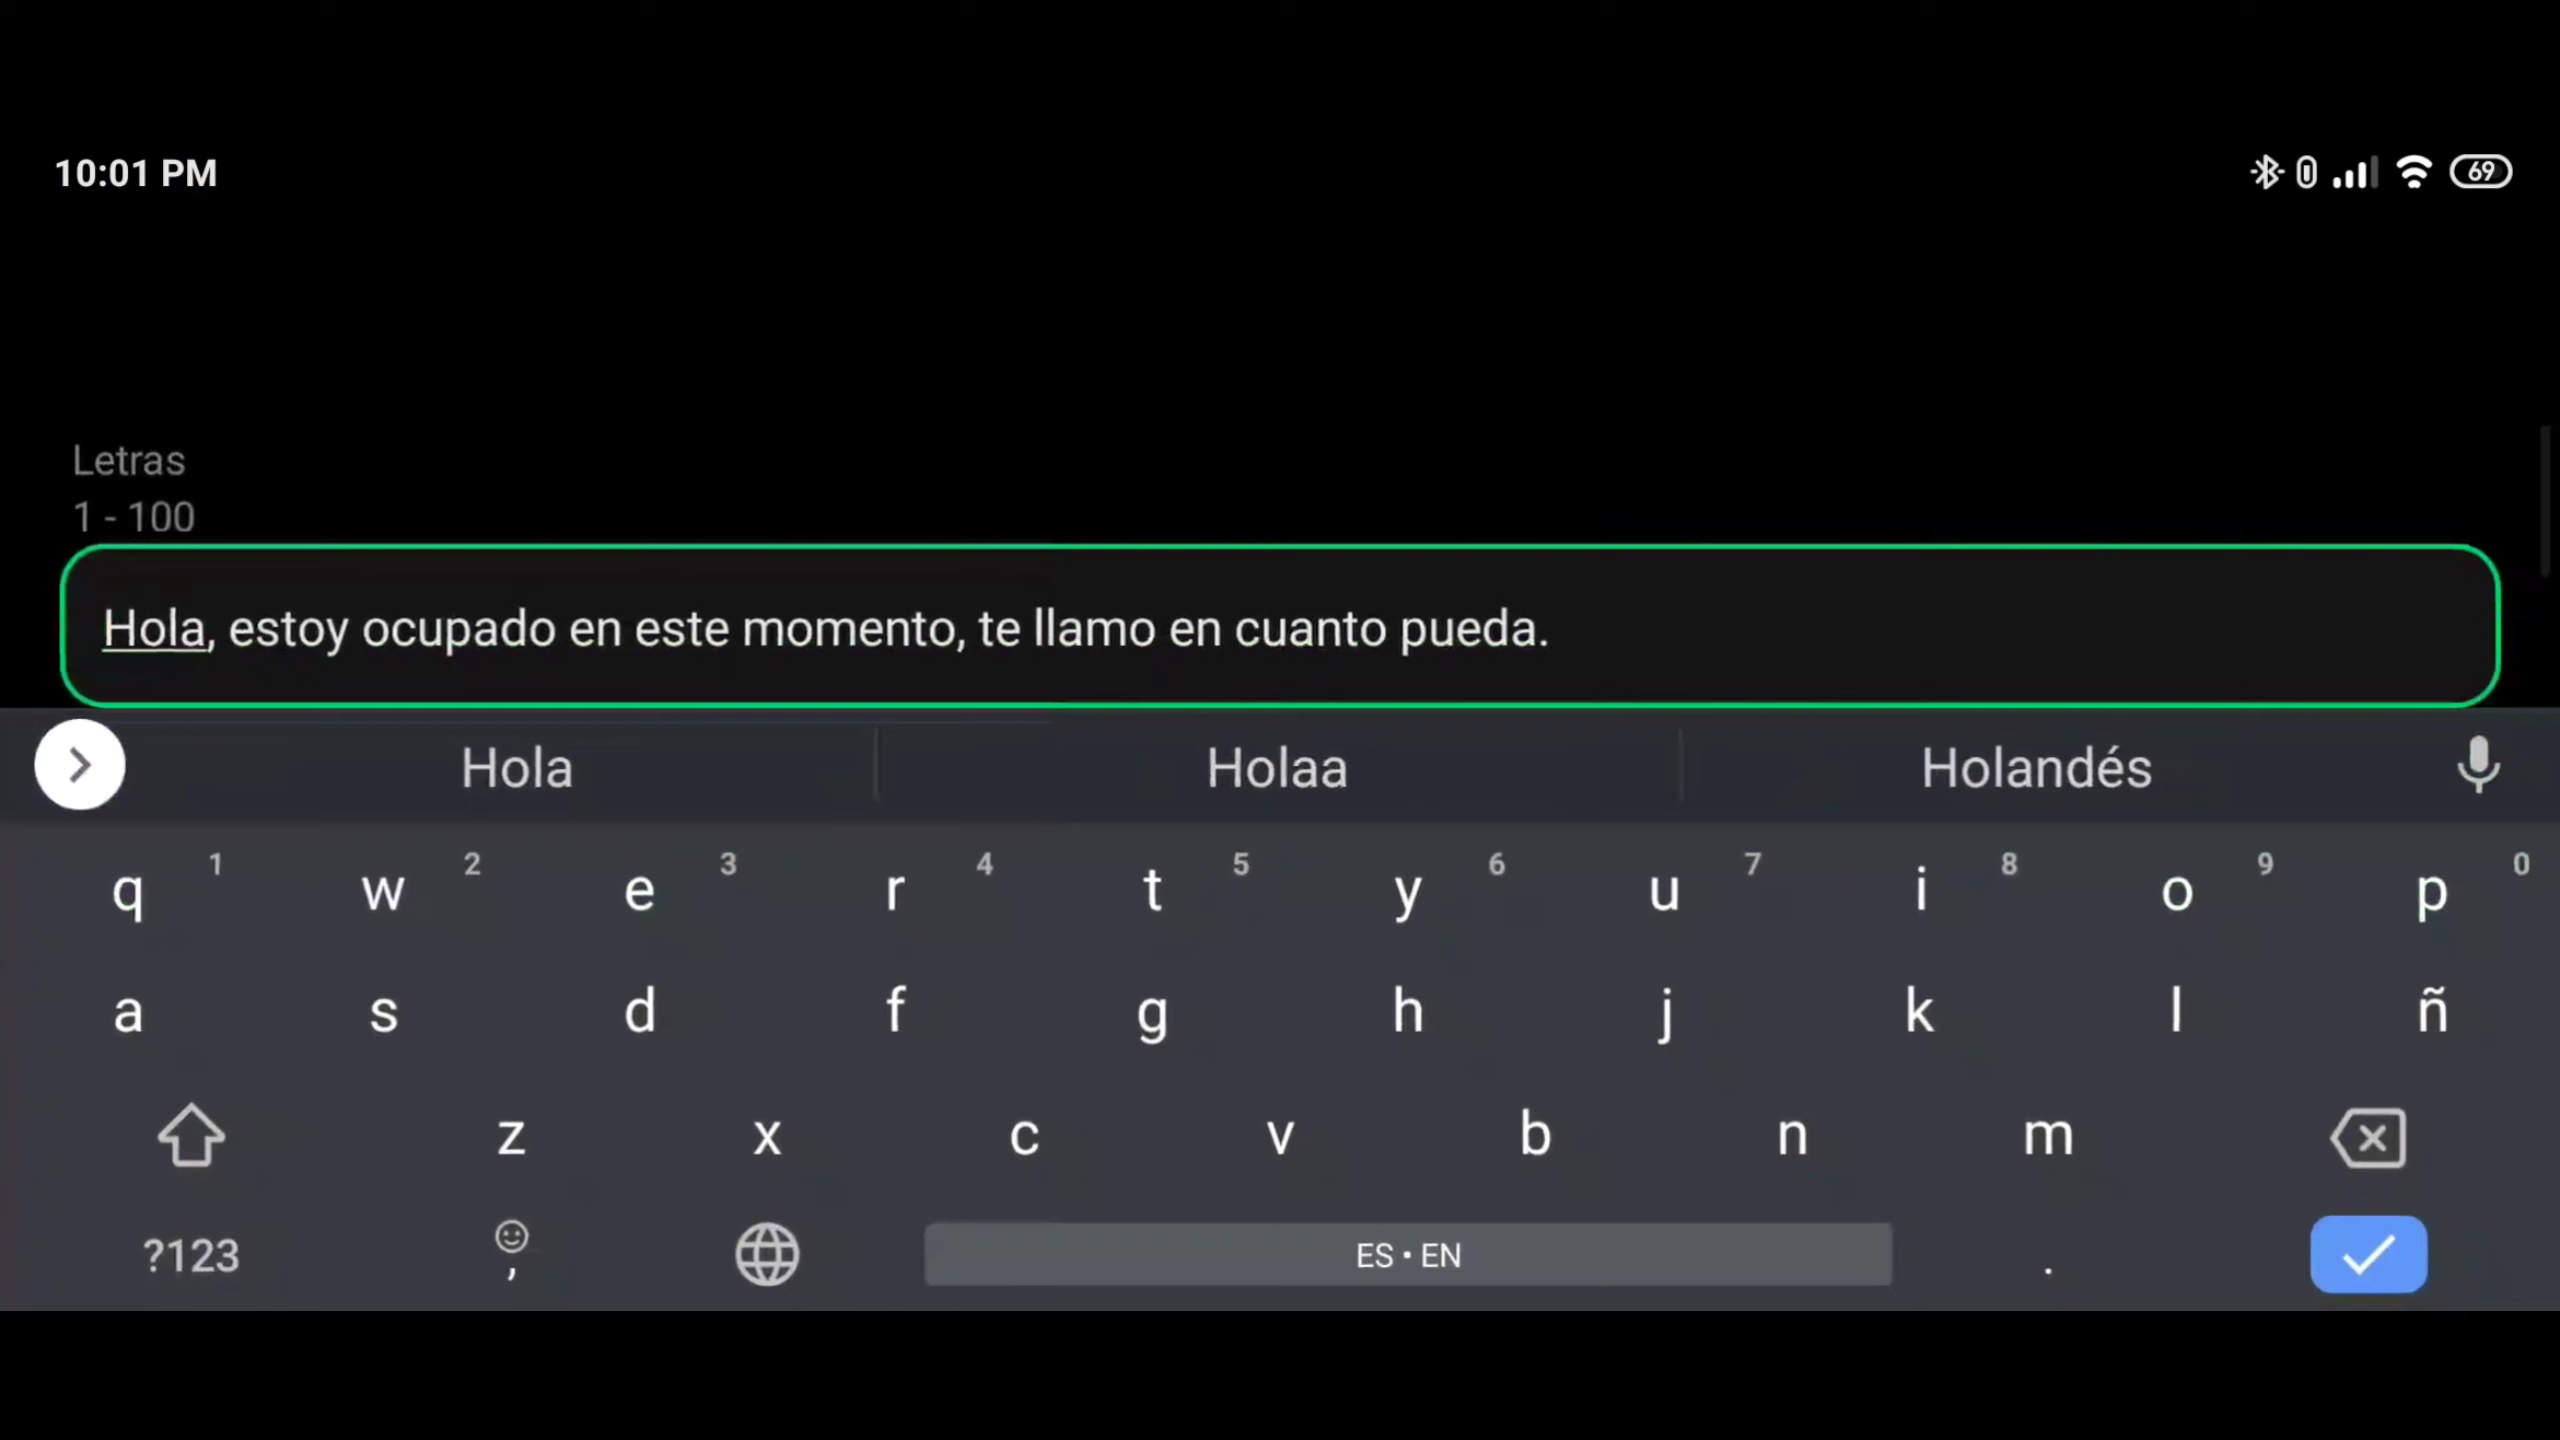 10:01 PM
69
Letras
1 - 100
Hola, estoy ocupado en este momento, te llamo en cuanto pueda.
Hola Holaa Holandés
q 1 w 2 e 3 r 4 t 5 y 6 u 7 i 8 o 9 p 0
a s d f g h j k l ñ
z x c v b n m
?123 , ES • EN .